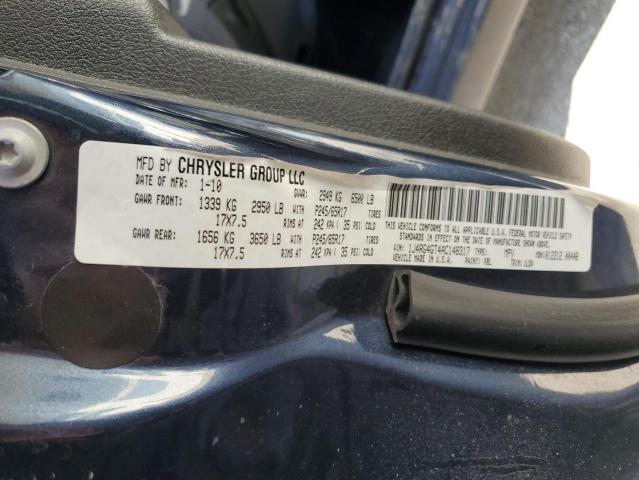 MFD BY CHRYSLER GROUP LLC
DATE OF MFR: 1-10 GVWR: 2949 KG 6500 LB
GAWR FRONT: 1339 KG 2950 LB WITH P245/65R17 TIRES
17X7.5 RIMS AT 242 KPA ( 35 PSI) COLD
GAWR REAR: 1656 KG 3650 LB WITH P245/65R17 TIRES
17X7.5 RIMS AT 242 KPA ( 35 PSI) COLD
THIS VEHICLE CONFORMS TO ALL APPLICABLE U.S.A. FEDERAL MOTOR VEHICLE SAFETY
STANDARDS IN EFFECT ON THE DATE OF MANUFACTURE SHOWN ABOVE.
VIN: 1J4RG4GT4AC148317 TYPE: MPV
VEHICLE MADE IN U.S.A. PAINT: PBL TRIM: